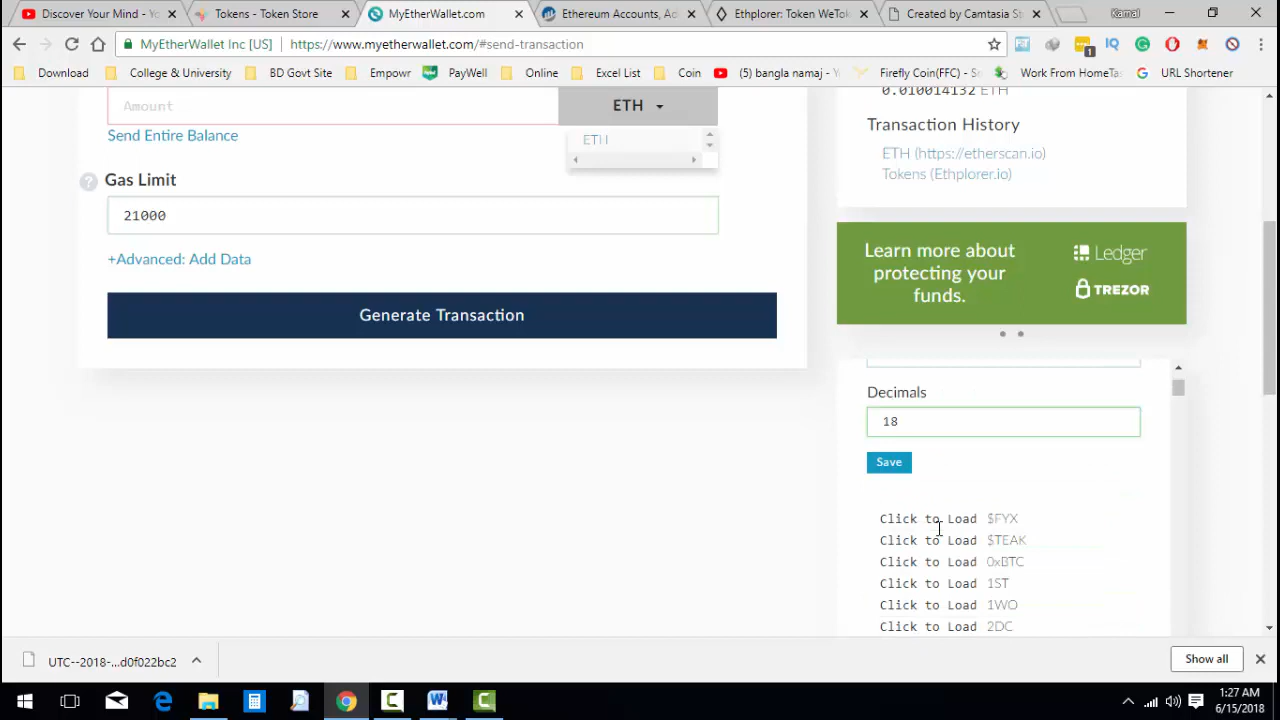 Discover Your Mind - Yo
Tokens - Token Store
MyEtherWallet.com
Ethereum Accounts, Ad
Ethplorer: Token WeTok
Created by Camtasia St
Kamal
MyEtherWallet Inc [US]
https://www.myetherwallet.com/#send-transaction
1
IQ
Download
College & University
BD Govt Site
Empowr
PayWell
Online
Excel List
Coin
(5) bangla namaj - Y
Firefly Coin(FFC) - S
Work From HomeTas
URL Shortener
Amount
ETH
0.010014132 ETH
Send Entire Balance
ETH
Transaction History
ETH (https://etherscan.io)
Tokens (Ethplorer.io)
? Gas Limit
21000
+Advanced: Add Data
Generate Transaction
Learn more about
protecting your
funds.
Ledger
TREZOR
Decimals
18
Save
Click to Load $FYX
Click to Load $TEAK
Click to Load 0xBTC
Click to Load 1ST
Click to Load 1WO
Click to Load 2DC
UTC--2018-...d0f022bc2
Show all
1:27 AM
6/15/2018